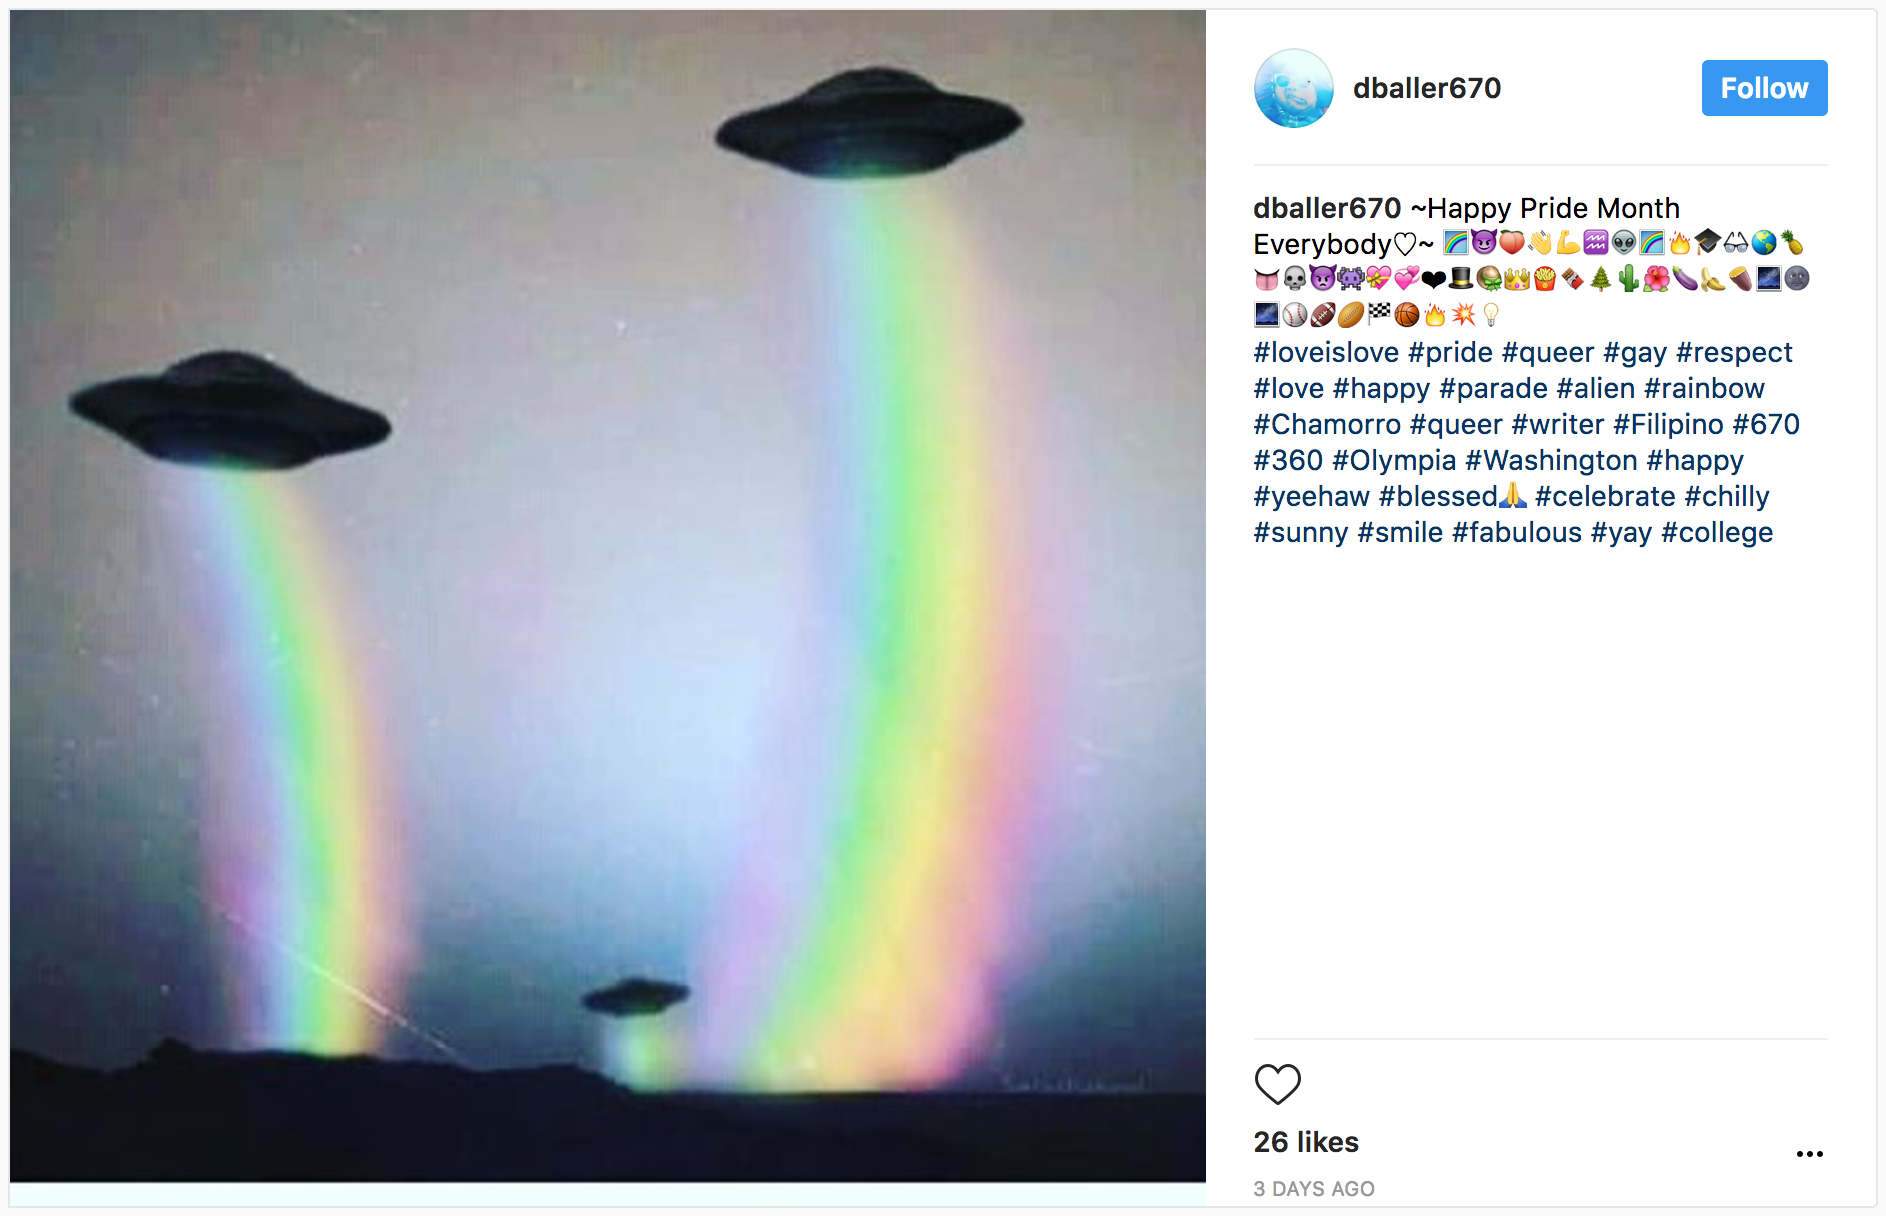 dballer670
Follow
dballer670 ~Happy Pride Month
Everybody♡~ 🌈😈🍑👋💪♒👽🌈🔥🎓👓🌎🍍
👅💀👿👾💝💞❤🎩👑🍟🍫🌲🌵🌺🍆🍌🍠🌌🌚
🌌⚾🏈🏉🏁🏀🔥💥💡
#loveislove #pride #queer #gay #respect
#love #happy #parade #alien #rainbow
#Chamorro #queer #writer #Filipino #670
#360 #Olympia #Washington #happy
#yeehaw #blessed🙏 #celebrate #chilly
#sunny #smile #fabulous #yay #college
26 likes
...
3 DAYS AGO